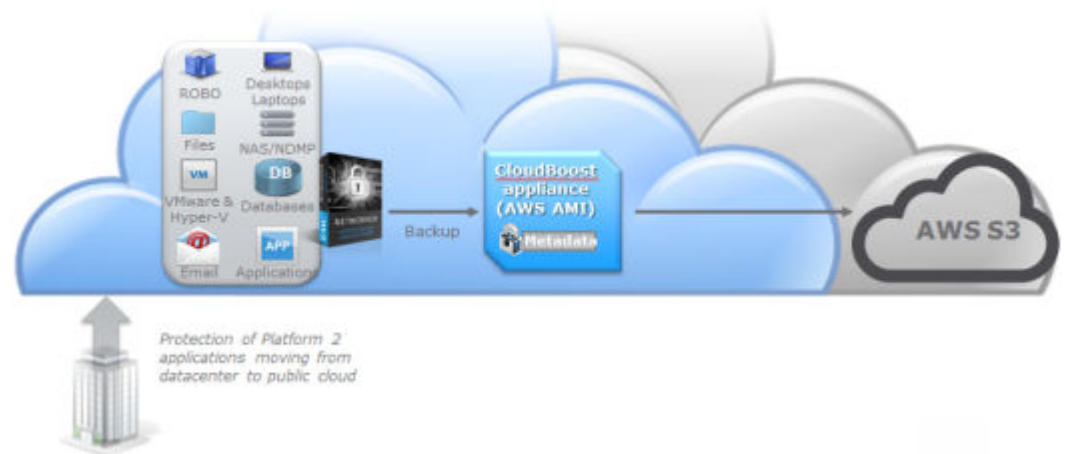 ROBO
Desktops
Laptops
Files
NAS/NDMP
VM
DB
VMware &
Hyper-V
Databases
@
APP
Email
Applications
NETWORKER
Backup
CloudBoost
appliance
(AWS AMI)
Metadata
AWS S3
Protection of Platform 2
applications moving from
datacenter to public cloud